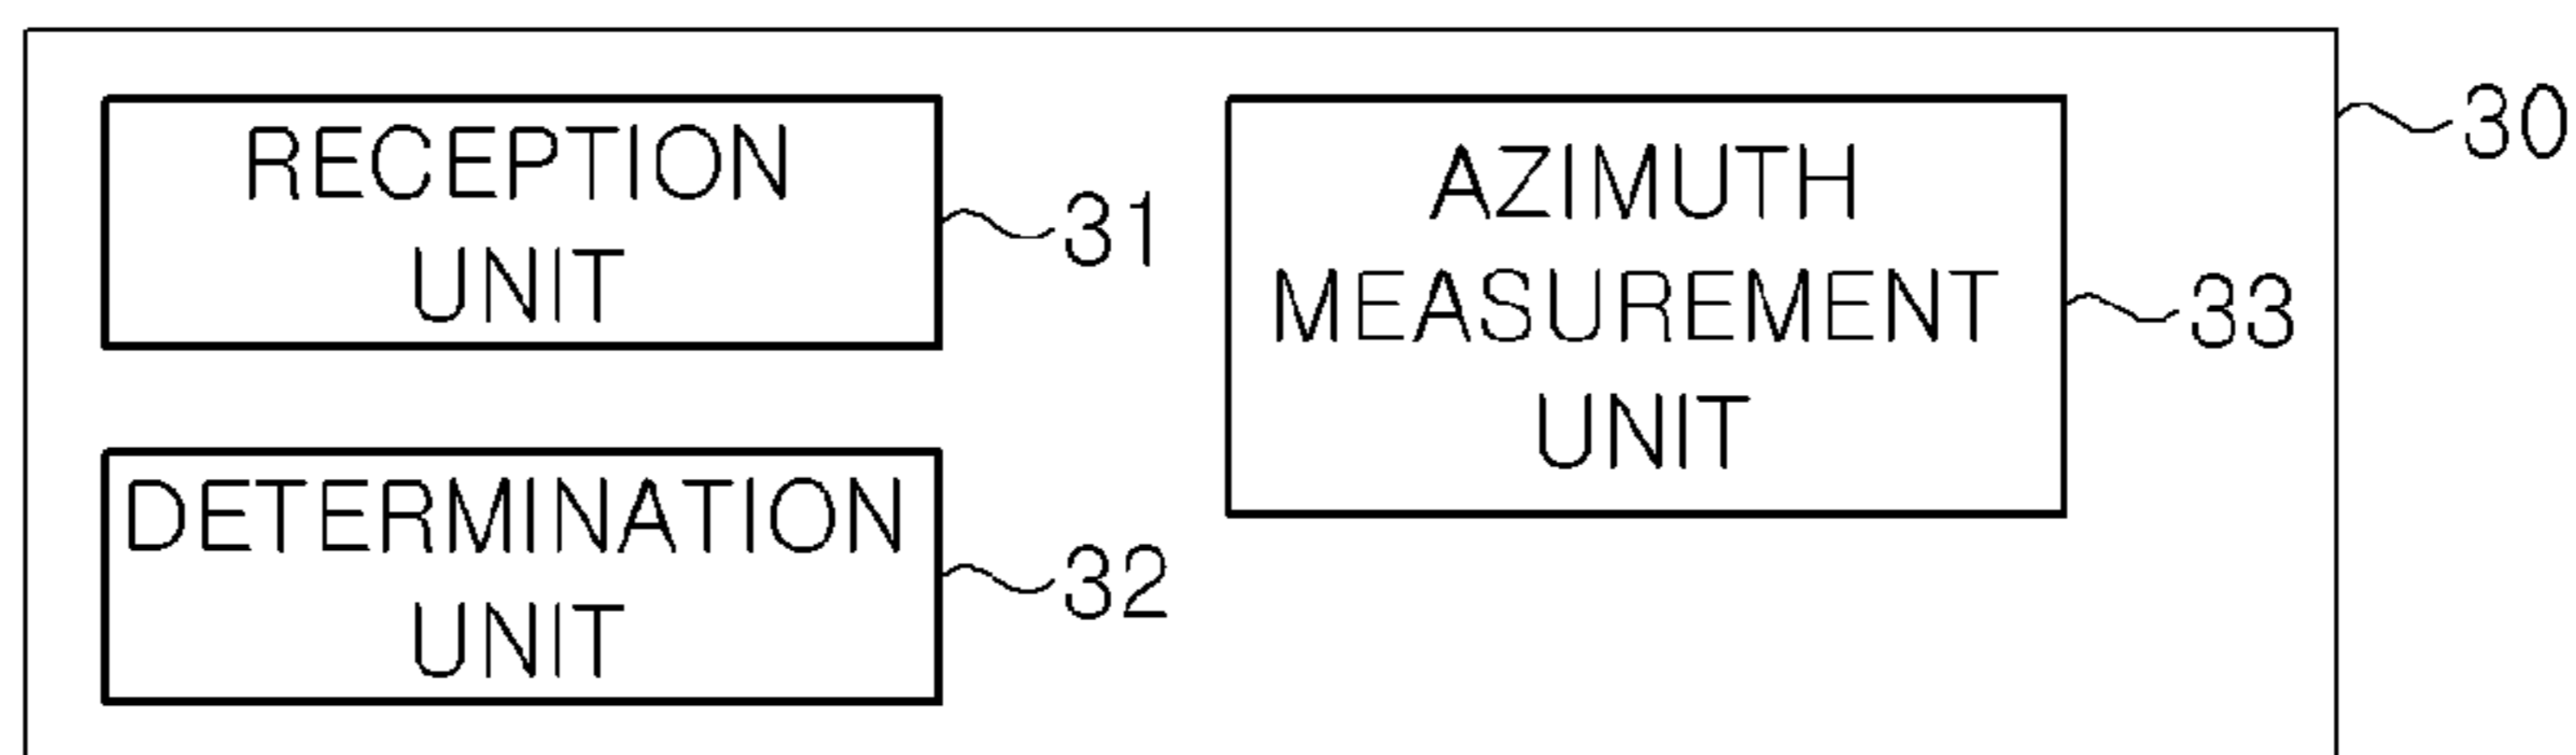 RECEPTION
UNIT
31
DETERMINATION
UNIT
32
AZIMUTH
MEASUREMENT
UNIT
33
30